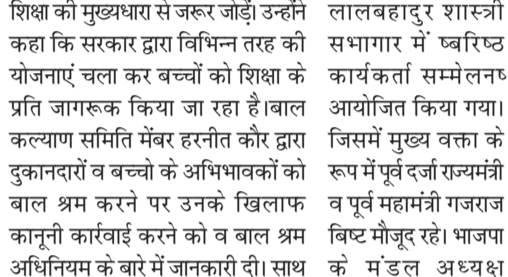 शिक्षा की मुख्यधारा से जरूर जोड़ें। उन्होंने
कहा कि सरकार द्वारा विभिन्न तरह की
योजनाएं चला कर बच्चों को शिक्षा के
प्रति जागरूक किया जा रहा है।बाल
कल्याण समिति मेंबर हरनीत कौर द्वारा
दुकानदारों व बच्चो के अभिभावकों को
बाल श्रम करने पर उनके खिलाफ
कानूनी कार्रवाई करने को व बाल श्रम
अधिनियम के बारे में जानकारी दी। साथ
लालबहादुर शास्त्री
सभागार में ष्बरिष्ठ
कार्यकर्ता सम्मेलनष्
आयोजित किया गया।
जिसमें मुख्य वक्ता के
रूप में पूर्व दर्जा राज्यमंत्री
व पूर्व महामंत्री गजराज
बिष्ट मौजूद रहे। भाजपा
के मंडल अध्यक्ष